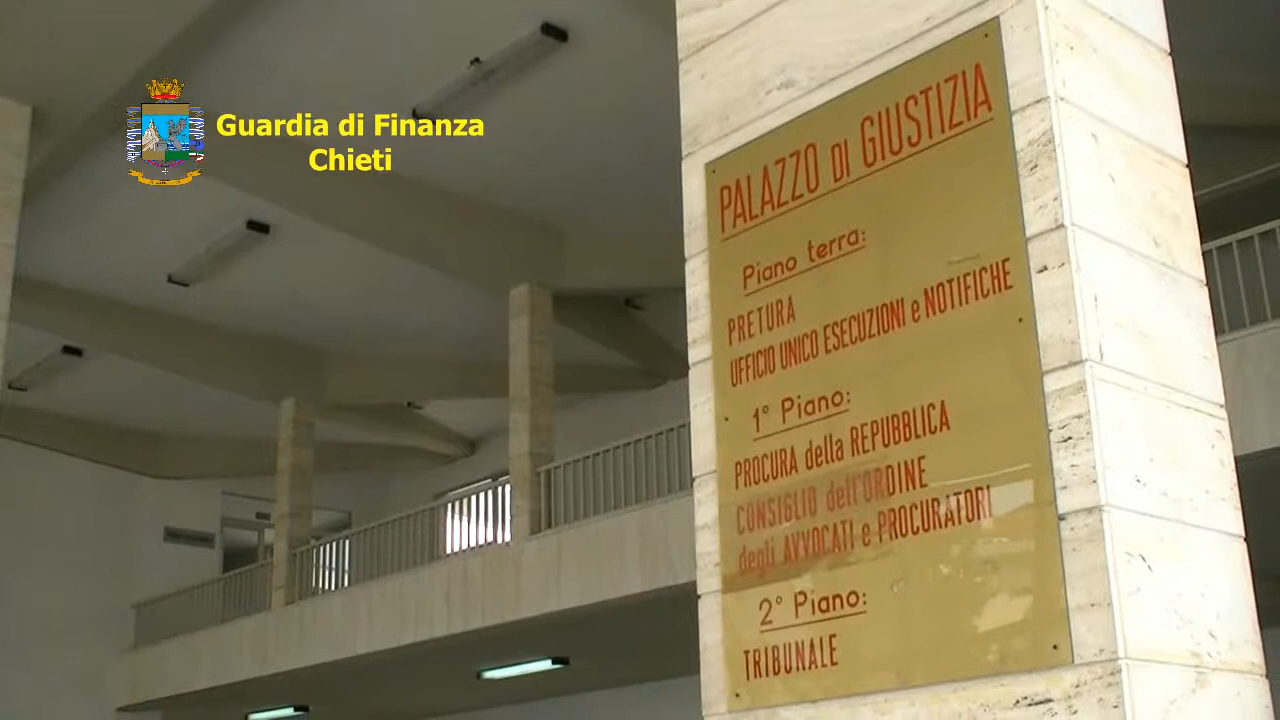 Guardia di Finanza
Chieti
PALAZZO DI GIUSTIZIA
Piano terra:
PRETURA
UFFICIO UNICO ESECUZIONI e NOTIFICHE
1° Piano:
PROCURA della REPUBBLICA
CONSIGLIO dell'ORDINE
degli AVVOCATI e PROCURATORI
2° Piano:
TRIBUNALE